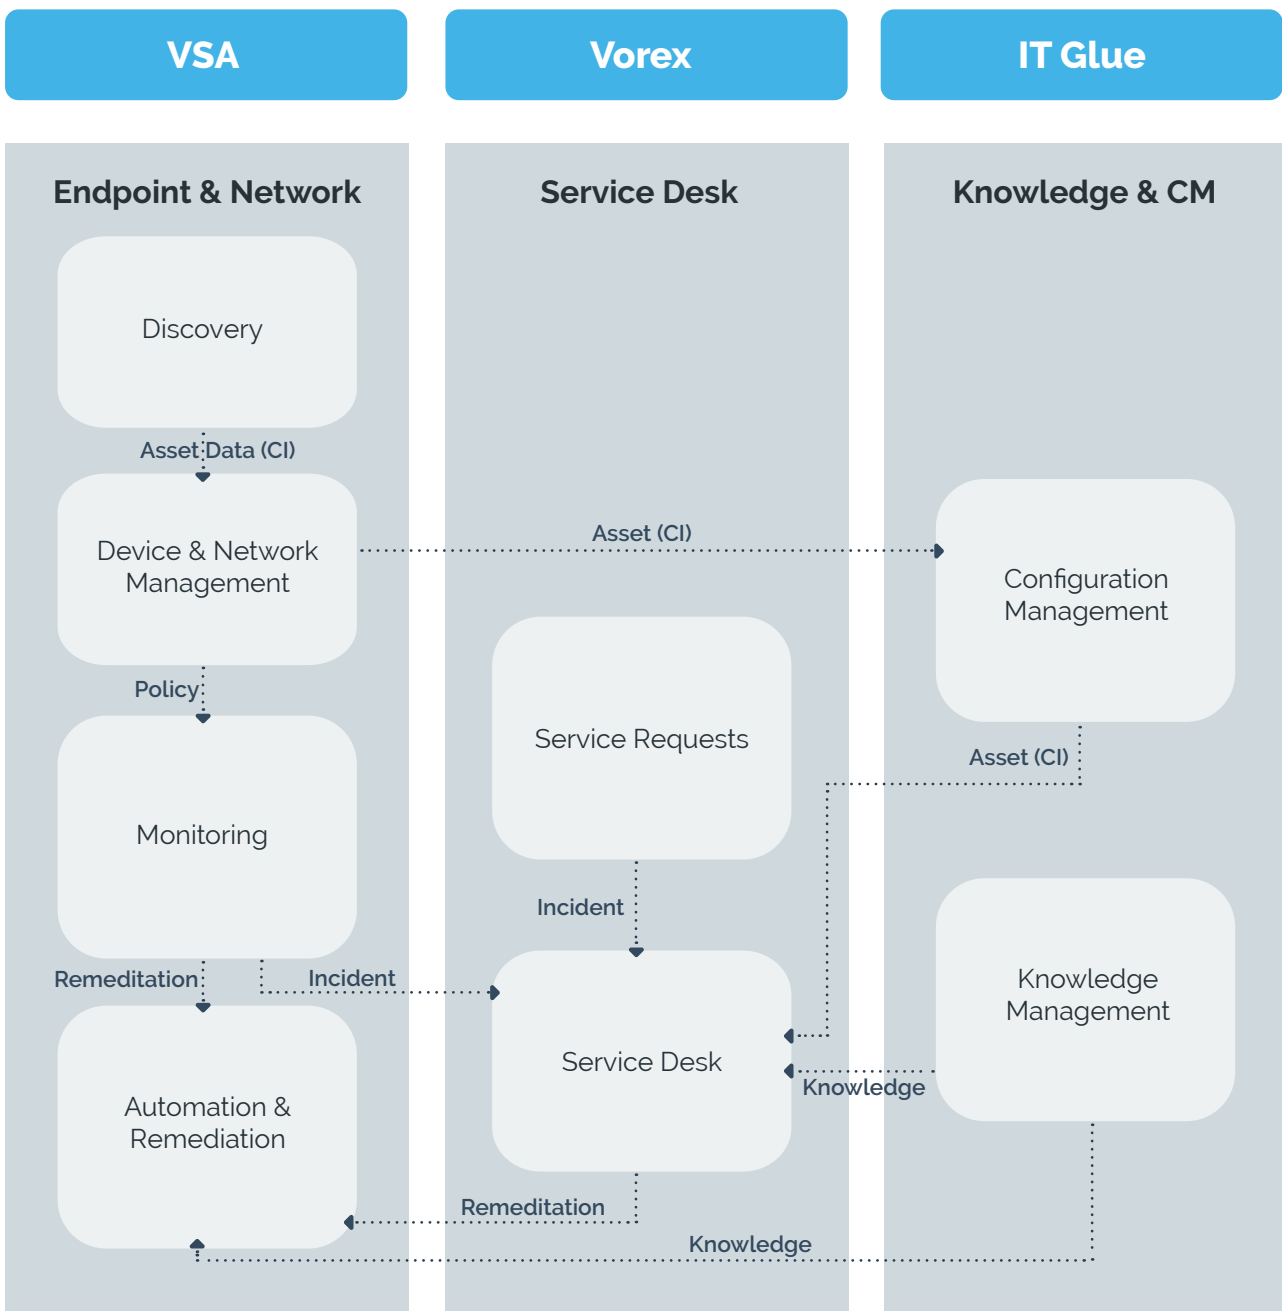 VSA
Vorex
IT Glue
Endpoint & Network
Service Desk
Knowledge & CM
Discovery
Asset Data (CI)
Device & Network
Management
Asset (CI)
Configuration
Management
Policy
Service Requests
Asset (CI)
Monitoring
Incident
Remeditation
Incident
Knowledge
Management
Service Desk
Knowledge
Automation &
Remediation
Remeditation
Knowledge